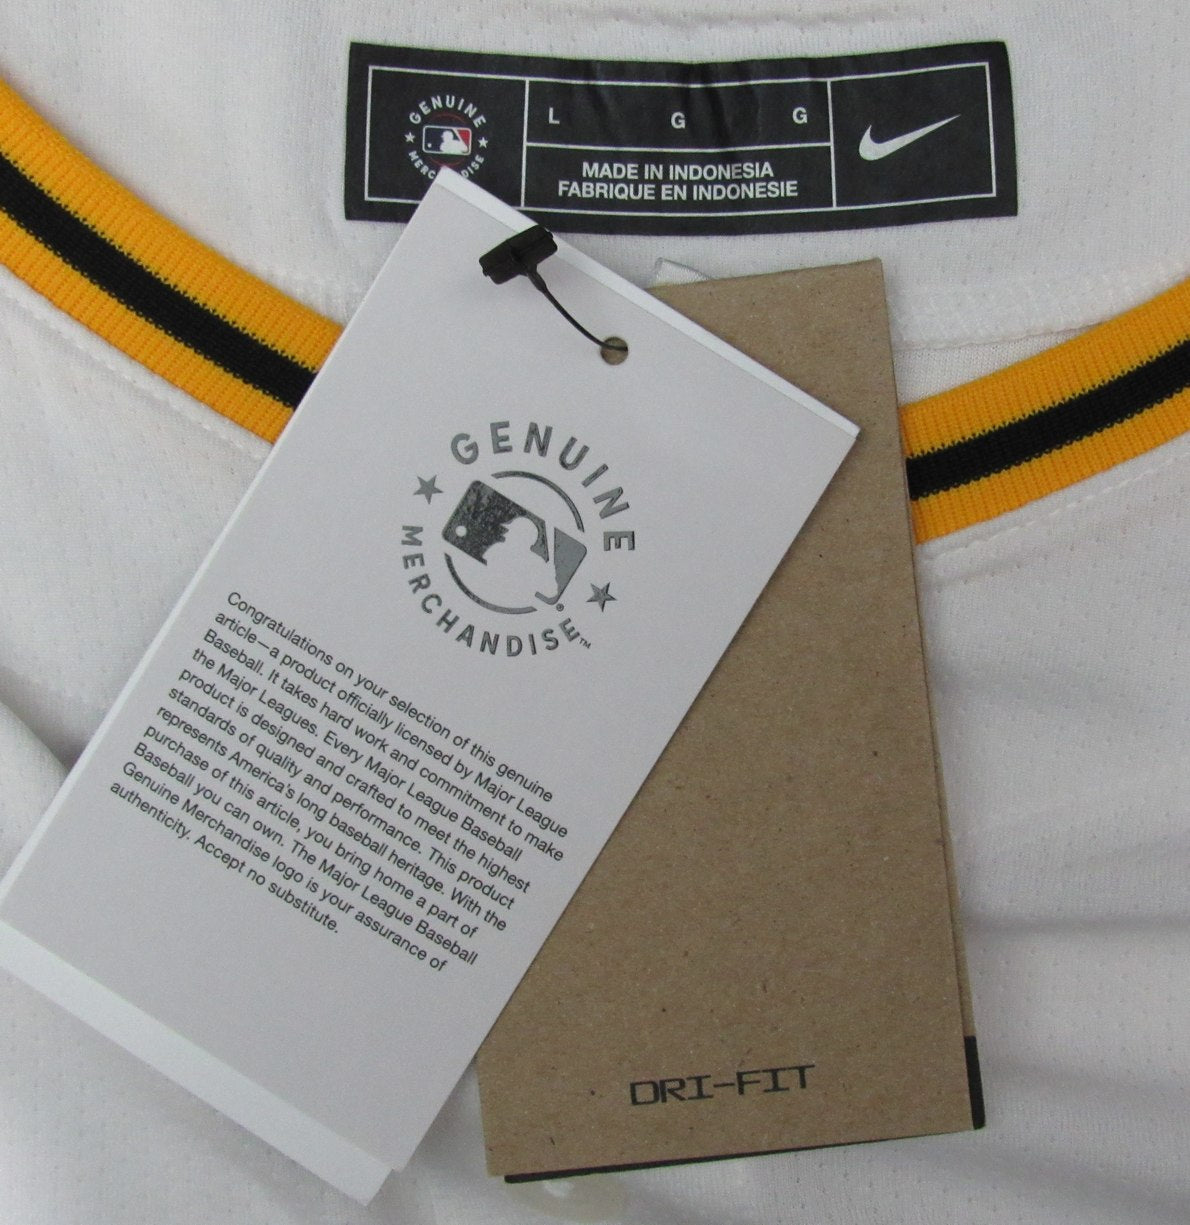 GENUINE
MERCHANDISE
L G G
MADE IN INDONESIA
FABRIQUE EN INDONESIE
GENUINE
MERCHANDISE™
Congratulations on your selection of this genuine
article—a product officially licensed by Major League
Baseball. It takes hard work and commitment to make
the Major Leagues. Every Major League Baseball
product is designed and crafted to meet the highest
standards of quality and performance. This product
represents America's long baseball heritage. With the
purchase of this article, you bring home a part of
Baseball you can own. The Major League Baseball
Genuine Merchandise logo is your assurance of
authenticity. Accept no substitute.
DRI-FIT